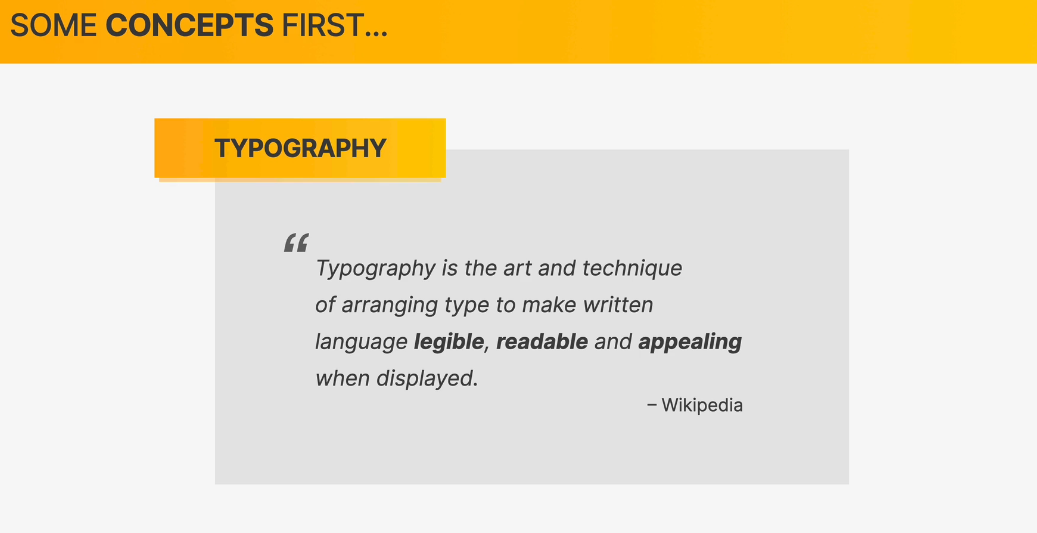 SOME CONCEPTS FIRST...
TYPOGRAPHY
“
Typography is the art and technique
of arranging type to make written
language legible, readable and appealing
when displayed.
– Wikipedia